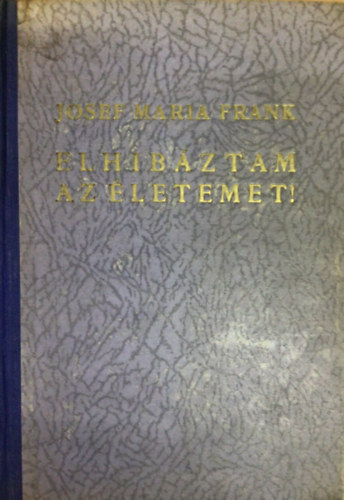 JOSEF MARIA FRANK
ELHIBÁZTAM
AZ ÉLETEMET!